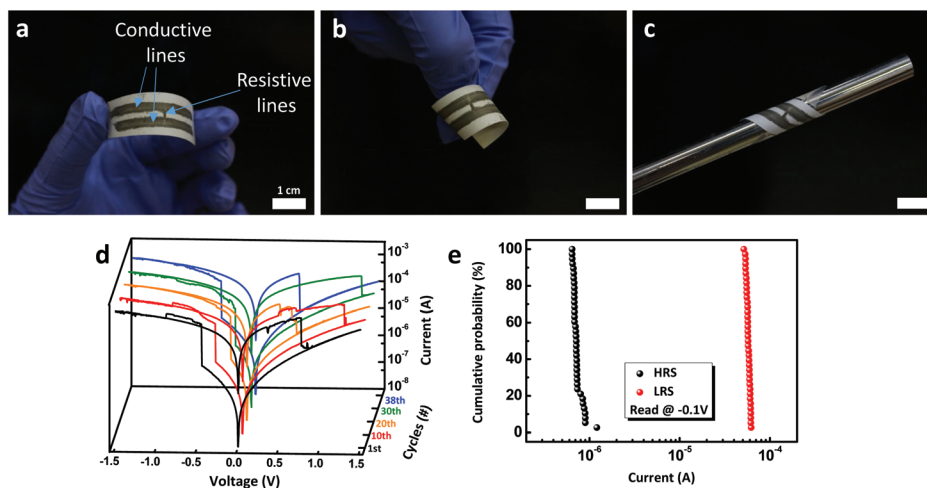 a
Conductive
lines
Resistive
lines
1 cm
b
c
d
10⁻³
10⁻⁴
10⁻⁵
10⁻⁶
10⁻⁷
10⁻⁸
Current (A)
38th
30th
20th
10th
1st
Cycles (#)
-1.5 -1.0 -0.5 0.0 0.5 1.0 1.5
Voltage (V)
e
100
80
60
40
20
0
Cumulative probability (%)
HRS
LRS
Read @ -0.1V
10⁻⁶ 10⁻⁴
Current (A)